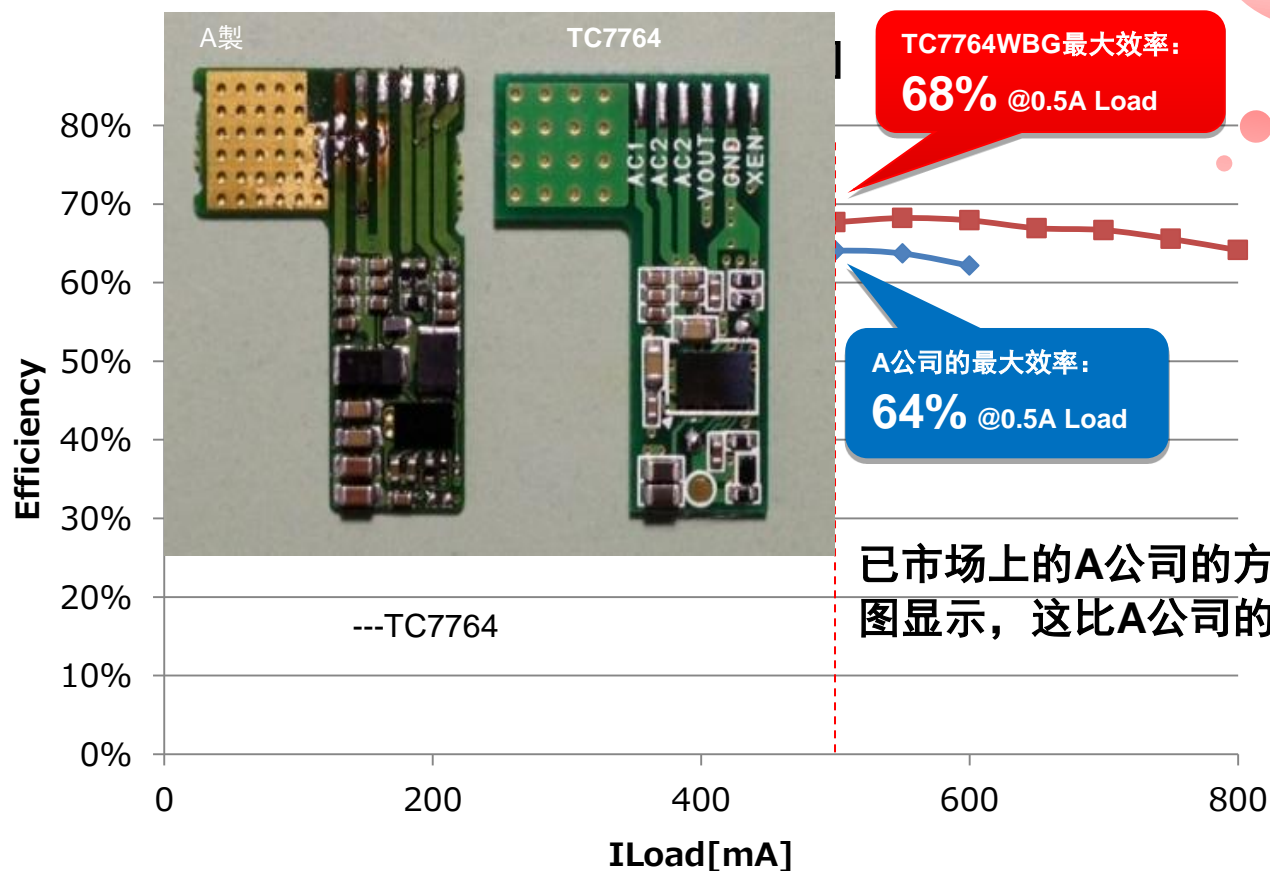 A製
TC7764
TC7764WBG最大效率：
68% @0.5A Load
AC1
AC2
AC2
VOUT
GND
XEN
80%
70%
60%
50%
40%
30%
20%
10%
0%
Efficiency
A公司的最大效率：
64% @0.5A Load
已市场上的A公司的方
图显示，这比A公司的
---TC7764
0
200
400
600
800
ILoad[mA]